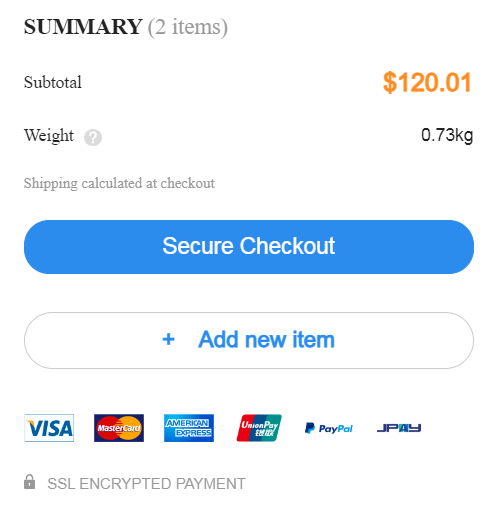 SUMMARY (2 items)
Subtotal $120.01
Weight ? 0.73kg
Shipping calculated at checkout
Secure Checkout
+ Add new item
VISA MasterCard AMERICAN EXPRESS UnionPay 银联 PayPal JPAY
SSL ENCRYPTED PAYMENT